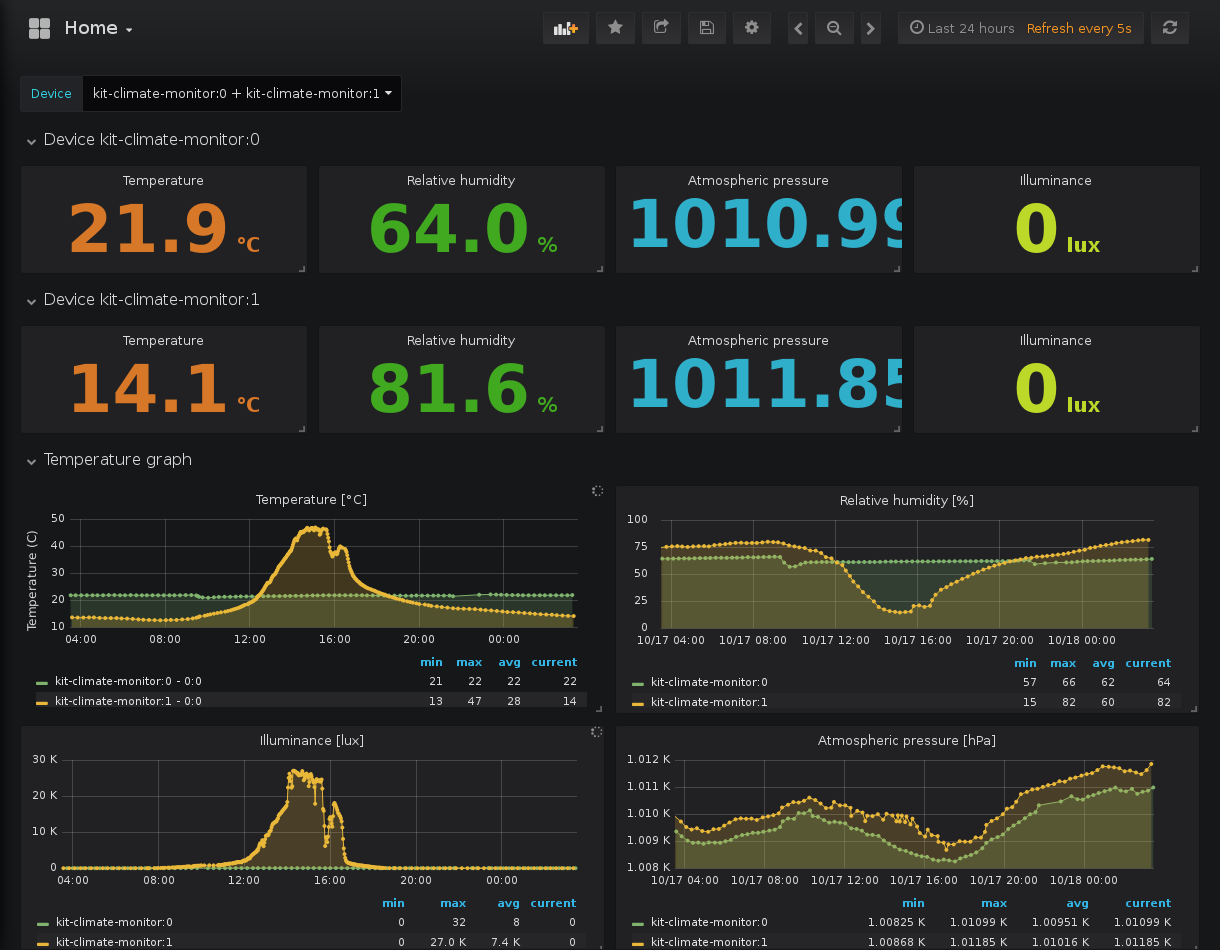 Home
Last 24 hours Refresh every 5s
Device kit-climate-monitor:0 + kit-climate-monitor:1
Device kit-climate-monitor:0
Temperature
21.9 °C
Relative humidity
64.0 %
Atmospheric pressure
1010.99
Illuminance
0 lux
Device kit-climate-monitor:1
Temperature
14.1 °C
Relative humidity
81.6 %
Atmospheric pressure
1011.85
Illuminance
0 lux
Temperature graph
Temperature [°C]
Temperature (C)
50
40
30
20
10
04:00 08:00 12:00 16:00 20:00 00:00
min max avg current
kit-climate-monitor:0 - 0:0 21 22 22 22
kit-climate-monitor:1 - 0:0 13 47 28 14
Relative humidity [%]
100
75
50
25
0
10/17 04:00 10/17 08:00 10/17 12:00 10/17 16:00 10/17 20:00 10/18 00:00
min max avg current
kit-climate-monitor:0 57 66 62 64
kit-climate-monitor:1 15 82 60 82
Illuminance [lux]
30 K
20 K
10 K
0
04:00 08:00 12:00 16:00 20:00 00:00
min max avg current
kit-climate-monitor:0 0 32 8 0
kit-climate-monitor:1 0 27.0 K 7.4 K 0
Atmospheric pressure [hPa]
1.012 K
1.011 K
1.010 K
1.009 K
1.008 K
10/17 04:00 10/17 08:00 10/17 12:00 10/17 16:00 10/17 20:00 10/18 00:00
min max avg current
kit-climate-monitor:0 1.00825 K 1.01099 K 1.00951 K 1.01099 K
kit-climate-monitor:1 1.00868 K 1.01185 K 1.01016 K 1.01185 K